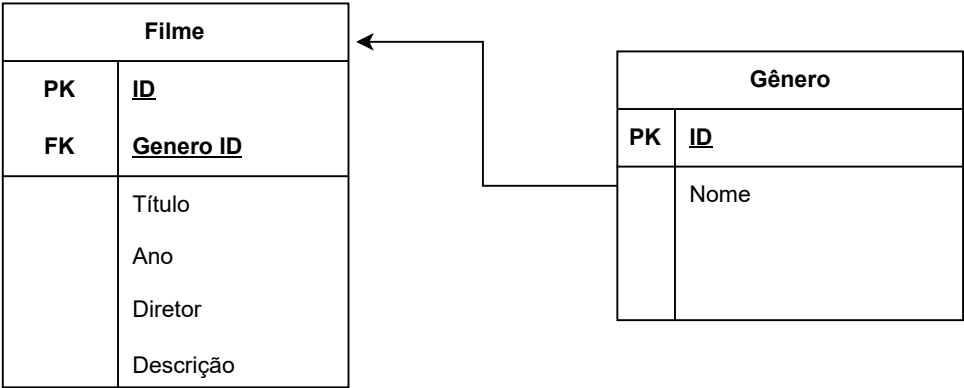 Filme
PK ID
FK Genero ID
Título
Ano
Diretor
Descrição
Gênero
PK ID
Nome